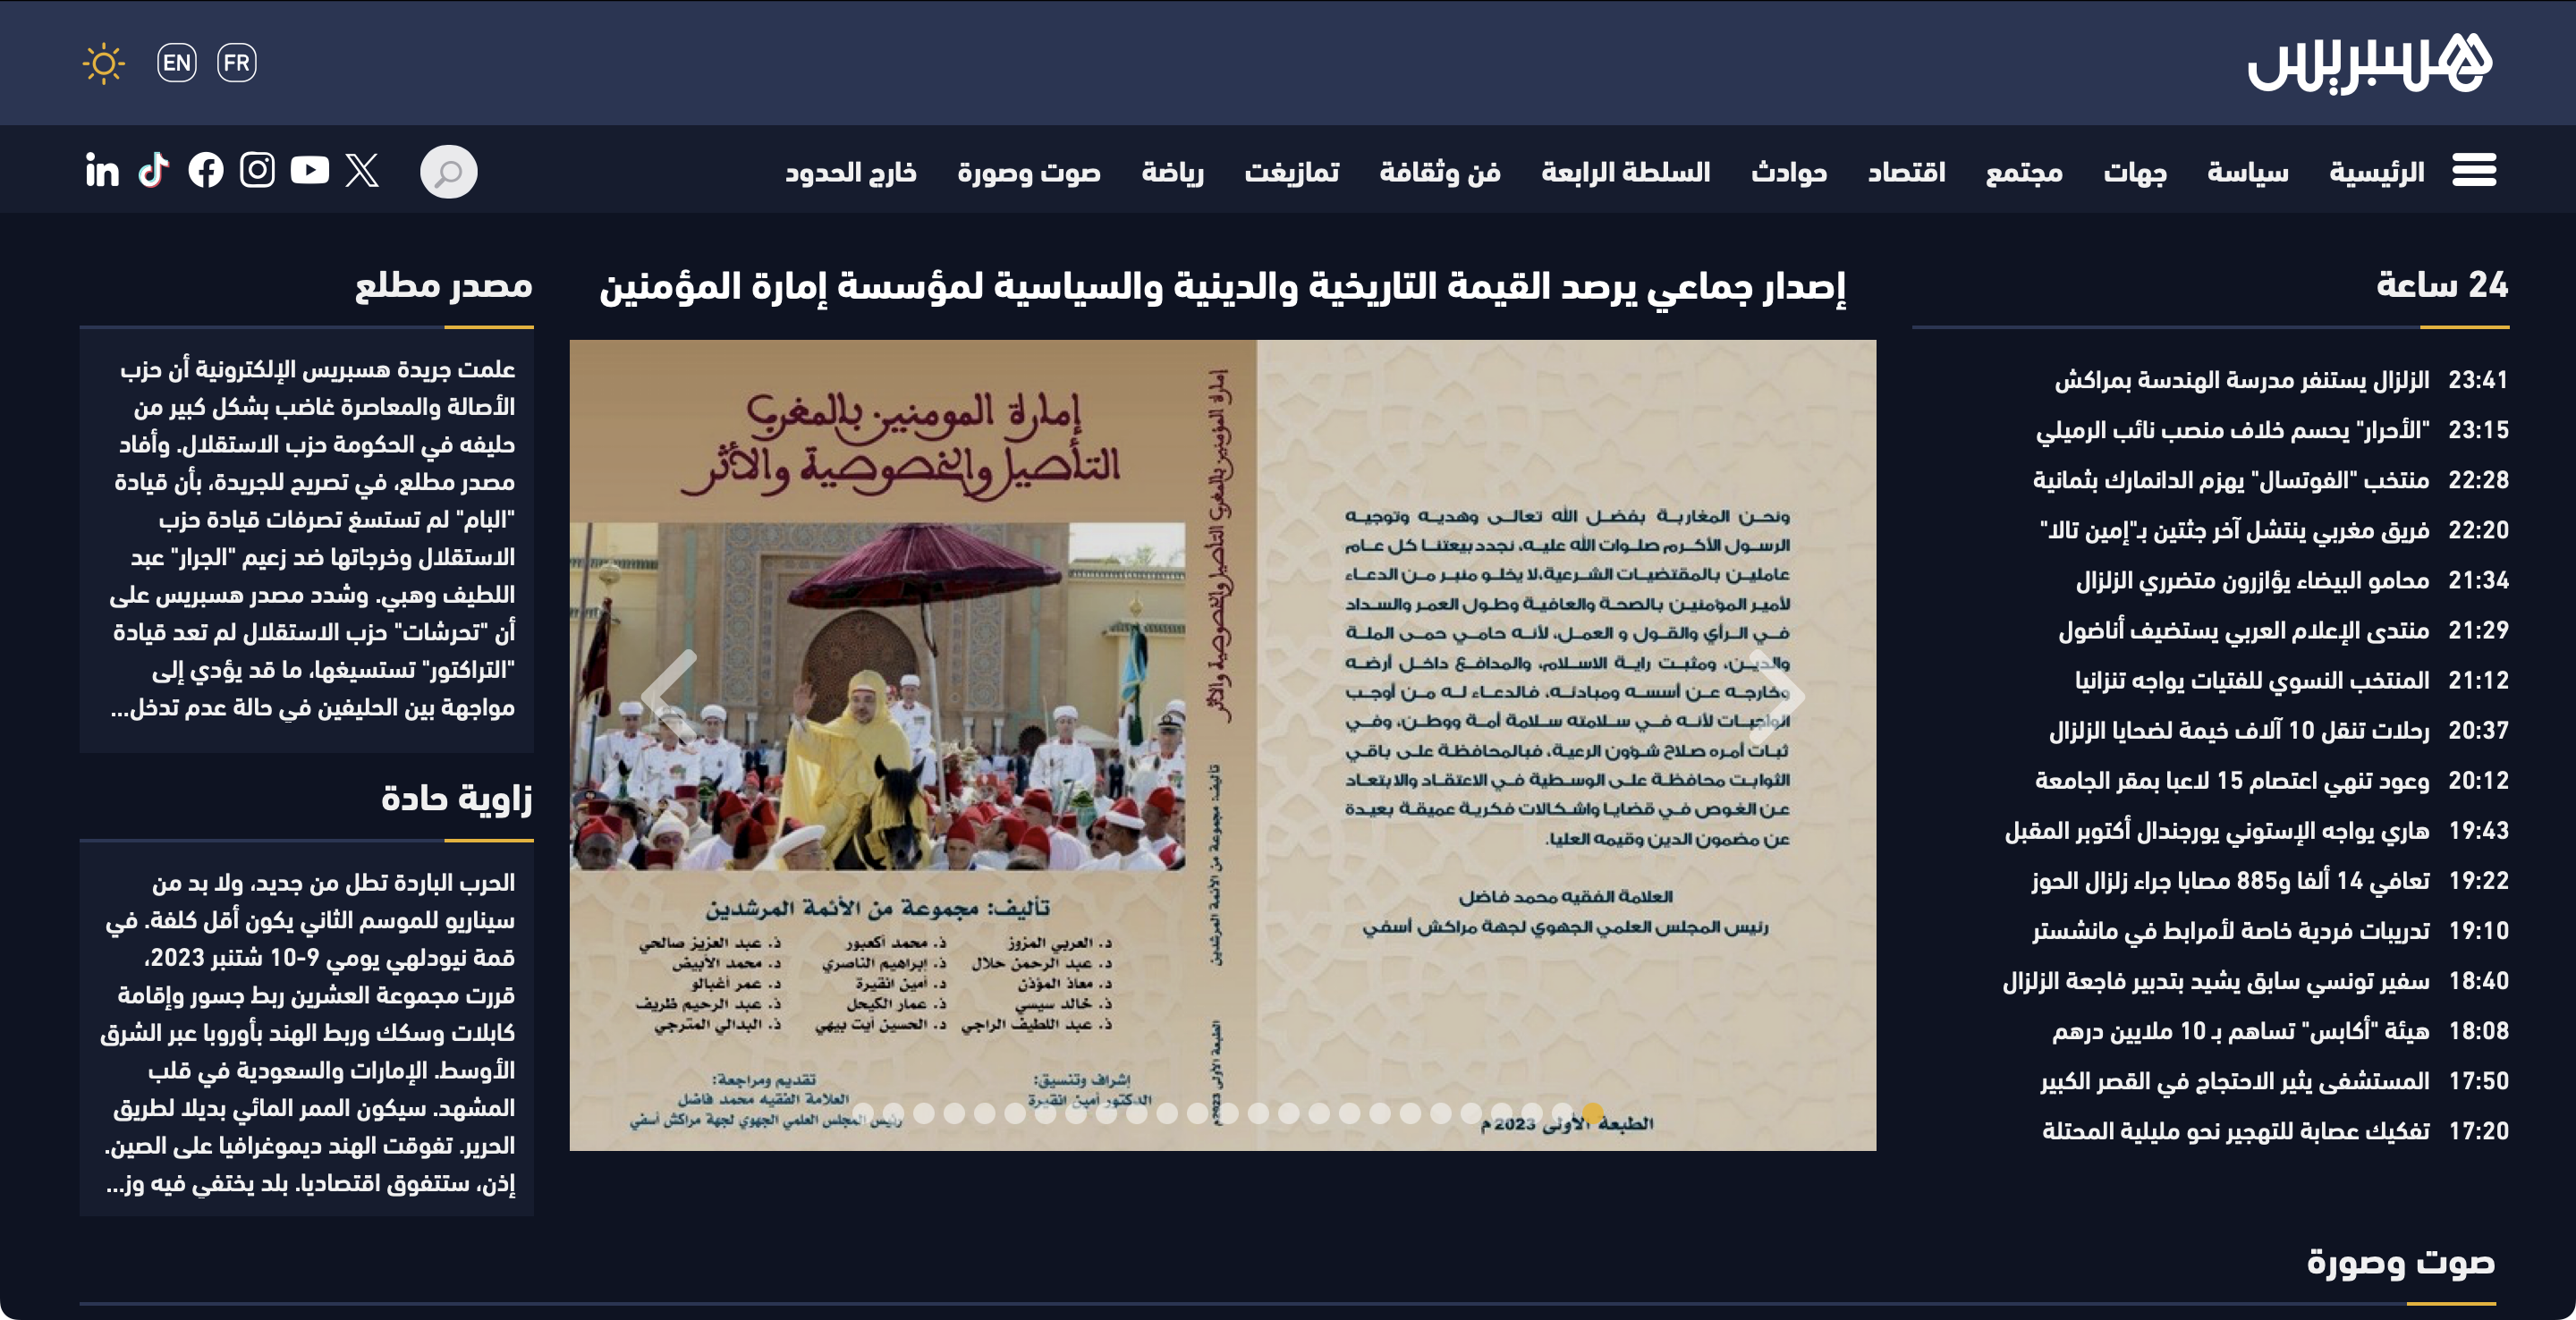 هسبريس
FR
EN
الرئيسية
سياسة
جهات
مجتمع
اقتصاد
حوادث
السلطة الرابعة
فن وثقافة
تمازيغت
رياضة
صوت وصورة
خارج الحدود
24 ساعة
23:41 الزلزال يستنفر مدرسة الهندسة بمراكش
23:15 "الأحرار" يحسم خلاف منصب نائب الرميلي
22:28 منتخب "الفوتسال" يهزم الدانمارك بثمانية
22:20 فريق مغربي ينتشل آخر جثتين بـ"إمين تالا"
21:34 محامو البيضاء يؤازرون متضرري الزلزال
21:29 منتدى الإعلام العربي يستضيف أناضول
21:12 المنتخب النسوي للفتيات يواجه تنزانيا
20:37 رحلات تنقل 10 آلاف خيمة لضحايا الزلزال
20:12 وعود تنهي اعتصام 15 لاعبا بمقر الجامعة
19:43 هاري يواجه الإستوني يورجندال أكتوبر المقبل
19:22 تعافي 14 ألفا و885 مصابا جراء زلزال الحوز
19:10 تدريبات فردية خاصة لأمرابط في مانشستر
18:40 سفير تونسي سابق يشيد بتدبير فاجعة الزلزال
18:08 هيئة "أكابس" تساهم بـ 10 ملايين درهم
17:50 المستشفى يثير الاحتجاج في القصر الكبير
17:20 تفكيك عصابة للتهجير نحو مليلية المحتلة
إصدار جماعي يرصد القيمة التاريخية والدينية والسياسية لمؤسسة إمارة المؤمنين
ونحن المغاربة بفضل الله تعالى وهديه وتوجيه
الرسول الأكرم صلوات الله عليه، نجدد بيعتنا كل عام
عاملين بالمقتضيات الشرعية،لا يخلو منبر من الدعاء
لأمير المؤمنين بالصحة والعافية وطول العمر والسداد
في الرأي والقول و العمل، لأنه حامي حمى الملة
والدين، ومثبت راية الاسلام، والمدافع داخل أرضه
وخارجه عن أسسه ومبادئه، فالدعاء له من أوجب
الواجبات لأنه في سلامته سلامة أمة ووطن، وفي
ثبات أمره صلاح شؤون الرعية، فبالمحافظة على باقي
الثوابت محافظة على الوسطية في الاعتقاد والابتعاد
عن الغوص في قضايا واشكالات فكرية عميقة بعيدة
عن مضمون الدين وقيمه العليا.
العلامة الفقيه محمد فاضل
رئيس المجلس العلمي الجهوي لجهة مراكش أسفي
الطبعة الأولى 2023م
إمارة المؤمنين بالمغرب التأصيل والخصوصية والأثر
تأليف: مجموعة من الأئمة المرشدين
الطبعة الأولى 2023م
إمارة المومنين بالمغرب
التأصيل والخصوصية والأثر
تأليف: مجموعة من الأئمة المرشدين
د. العربي المزوز ذ. محمد أكعبور ذ. عبد العزيز صالحي
د. عبد الرحمن حلال ذ. إبراهيم الناصري د. محمد الأبيض
د. معاذ المؤذن د. أمين انقيرة د. عمر أغبالو
ذ. خالد سيسي ذ. عمار الكيحل ذ. عبد الرحيم ظريف
ذ. عبد اللطيف الراجي د. الحسين أيت بيهي ذ. البدالي المترجي
إشراف وتنسيق:
الدكتور أمين انقيرة
تقديم ومراجعة:
العلامة الفقيه محمد فاضل
رئيس المجلس العلمي الجهوي لجهة مراكش أسفي
مصدر مطلع
علمت جريدة هسبريس الإلكترونية أن حزب
الأصالة والمعاصرة غاضب بشكل كبير من
حليفه في الحكومة حزب الاستقلال. وأفاد
مصدر مطلع، في تصريح للجريدة، بأن قيادة
"البام" لم تستسغ تصرفات قيادة حزب
الاستقلال وخرجاتها ضد زعيم "الجرار" عبد
اللطيف وهبي. وشدد مصدر هسبريس على
أن "تحرشات" حزب الاستقلال لم تعد قيادة
"التراكتور" تستسيغها، ما قد يؤدي إلى
مواجهة بين الحليفين في حالة عدم تدخل...
زاوية حادة
الحرب الباردة تطل من جديد، ولا بد من
سيناريو للموسم الثاني يكون أقل كلفة. في
قمة نيودلهي يومي 9-10 شتنبر 2023،
قررت مجموعة العشرين ربط جسور وإقامة
كابلات وسكك وربط الهند بأوروبا عبر الشرق
الأوسط. الإمارات والسعودية في قلب
المشهد. سيكون الممر المائي بديلا لطريق
الحرير. تفوقت الهند ديموغرافيا على الصين.
إذن، ستتفوق اقتصاديا. بلد يختفي فيه وز...
صوت وصورة